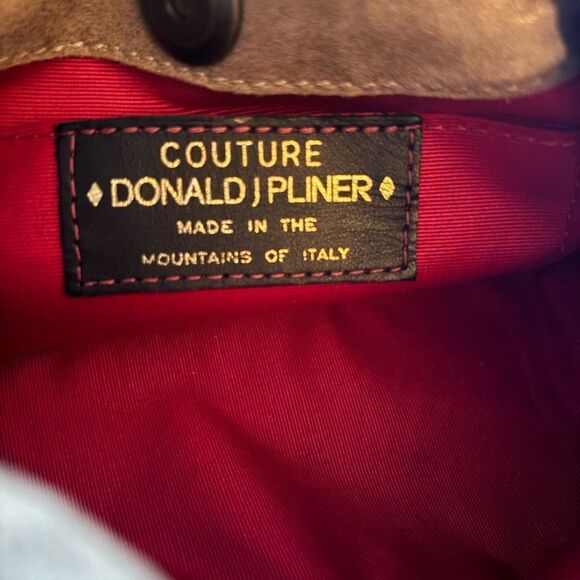 COUTURE
DONALD J PLINER
MADE IN THE
MOUNTAINS OF ITALY